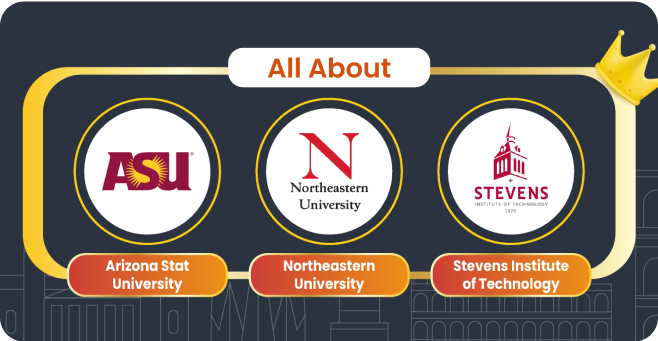 All About
ASU
N
Northeastern
University
STEVENS
INSTITUTE OF TECHNOLOGY
1870
Arizona Stat
University
Northeastern
University
Stevens Institute
of Technology